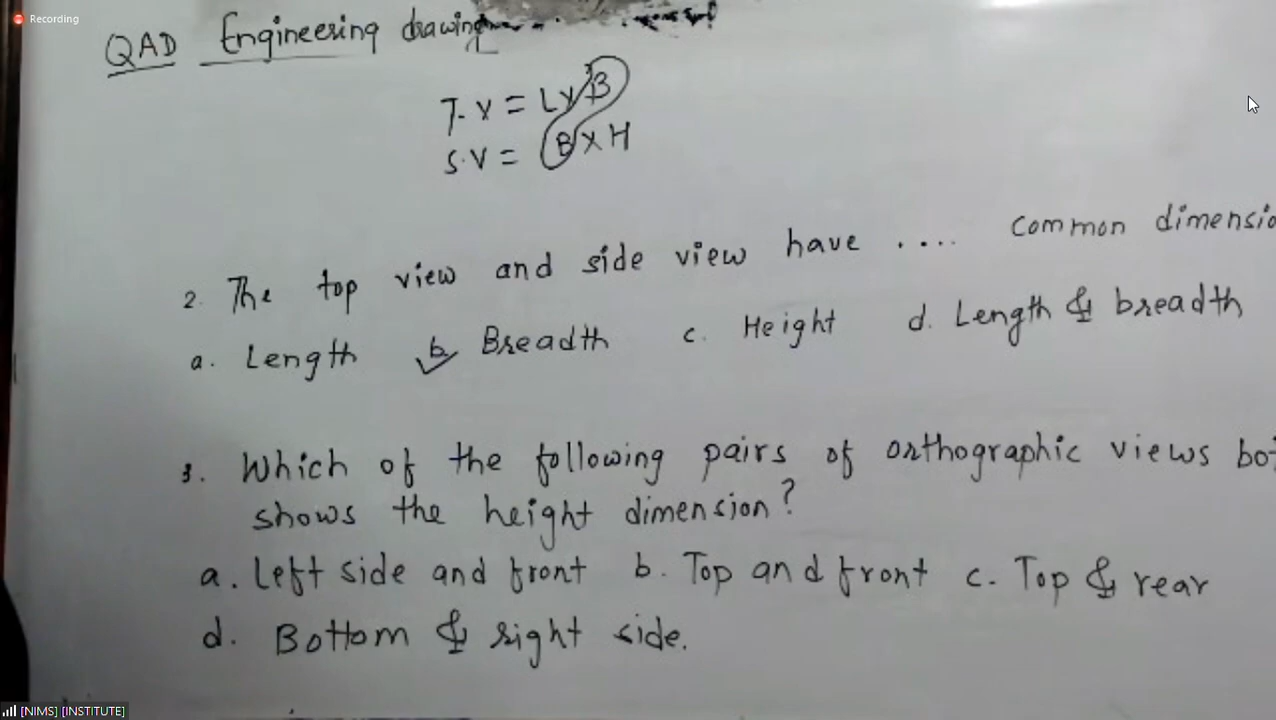 Recording
QAD Engineering drawing
T.V = L x B
S.V = B x H
2. The top view and side view have .... common dimensio
a. Length b. Breadth c. Height d. Length & breadth
3. Which of the following pairs of orthographic views bot
shows the height dimension?
a. Left side and front b. Top and front c. Top & rear
d. Bottom & right side.
[NIMS] [INSTITUTE]